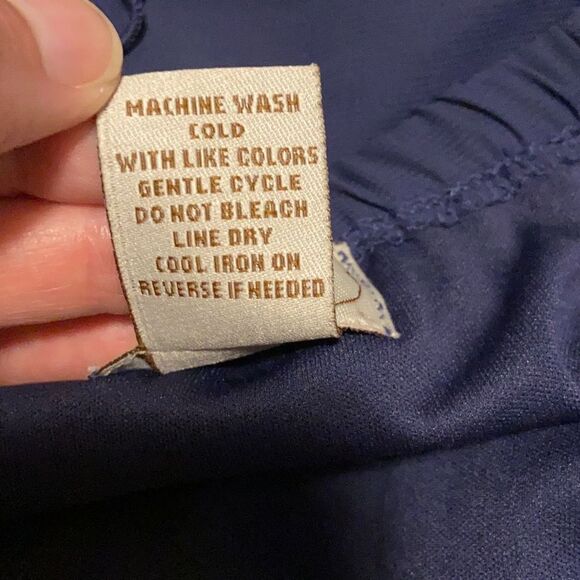 MACHINE WASH
COLD
WITH LIKE COLORS
GENTLE CYCLE
DO NOT BLEACH
LINE DRY
COOL IRON ON
REVERSE IF NEEDED